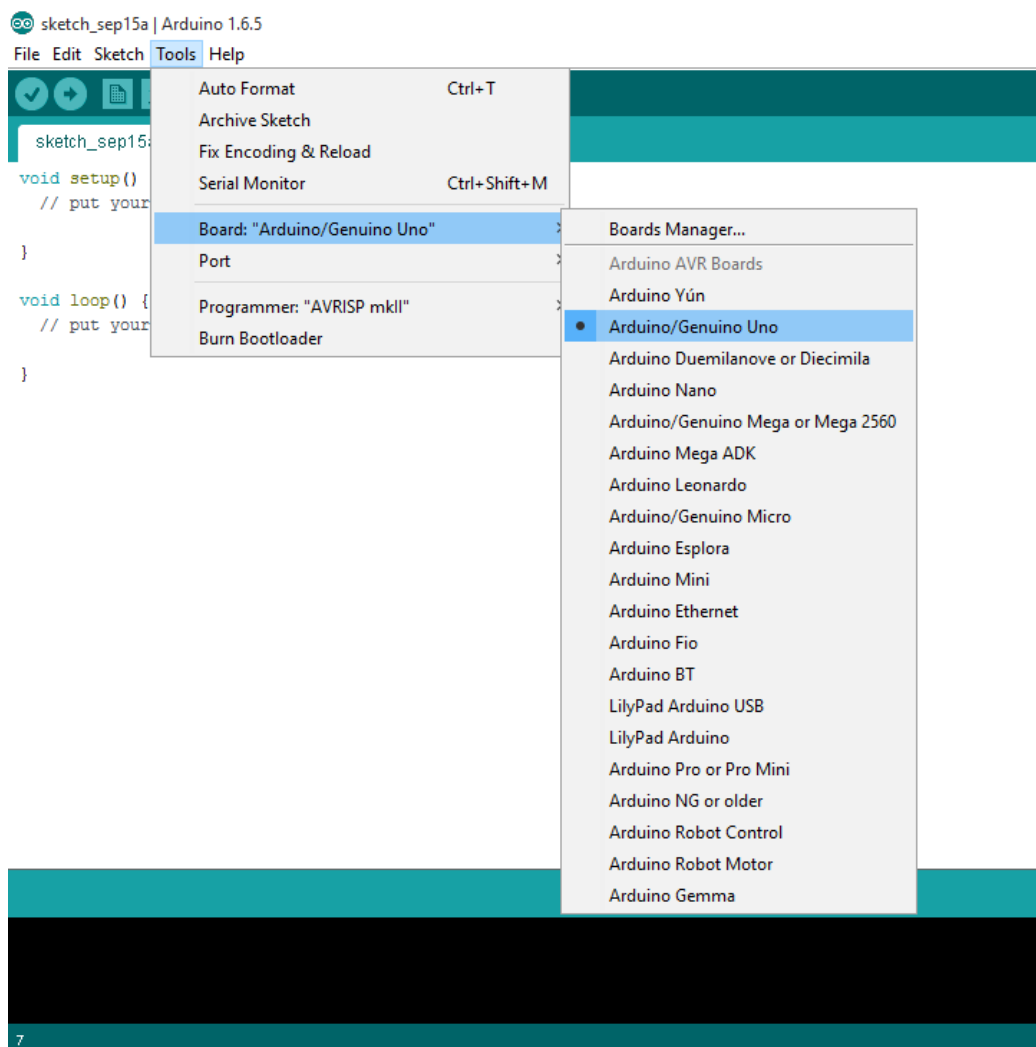 sketch_sep15a | Arduino 1.6.5
File Edit Sketch Tools Help
sketch_sep15a
void setup()
// put your
}
void loop() {
// put your
}
Auto Format Ctrl+T
Archive Sketch
Fix Encoding & Reload
Serial Monitor Ctrl+Shift+M
Board: "Arduino/Genuino Uno"
Port
Programmer: "AVRISP mkII"
Burn Bootloader
Boards Manager...
Arduino AVR Boards
Arduino Yún
Arduino/Genuino Uno
Arduino Duemilanove or Diecimila
Arduino Nano
Arduino/Genuino Mega or Mega 2560
Arduino Mega ADK
Arduino Leonardo
Arduino/Genuino Micro
Arduino Esplora
Arduino Mini
Arduino Ethernet
Arduino Fio
Arduino BT
LilyPad Arduino USB
LilyPad Arduino
Arduino Pro or Pro Mini
Arduino NG or older
Arduino Robot Control
Arduino Robot Motor
Arduino Gemma
7